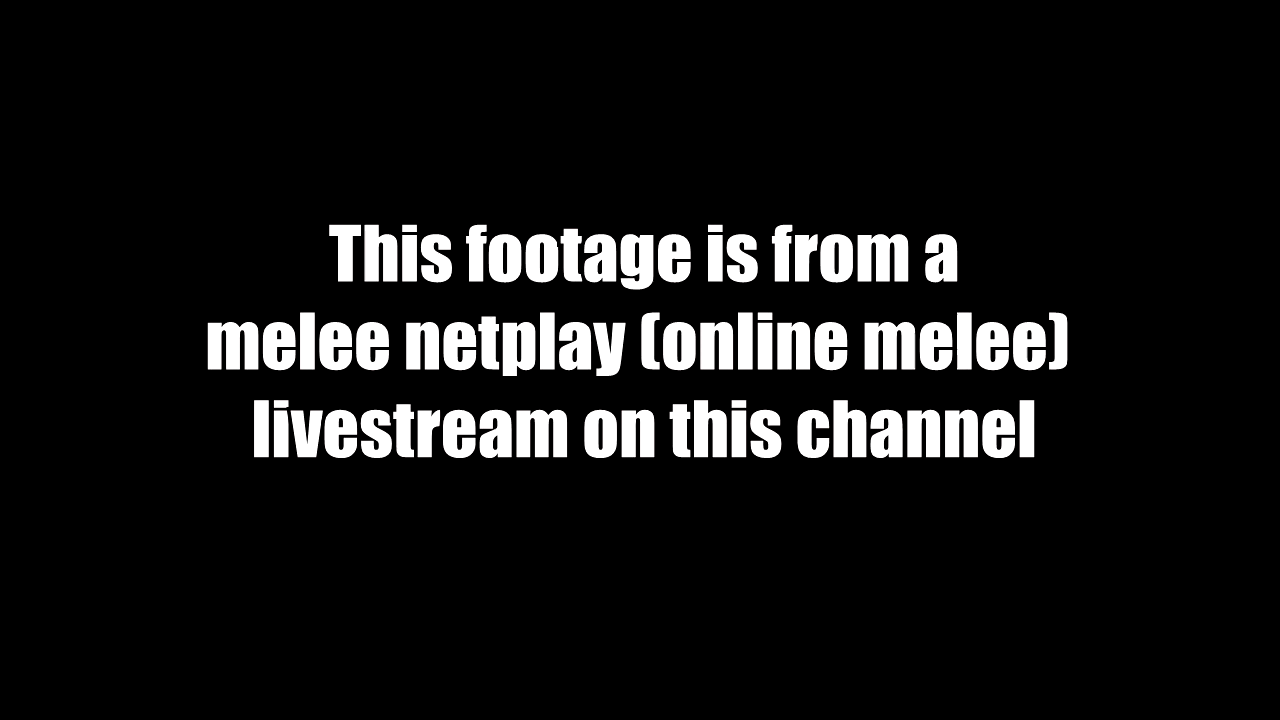 This footage is from a
melee netplay (online melee)
livestream on this channel